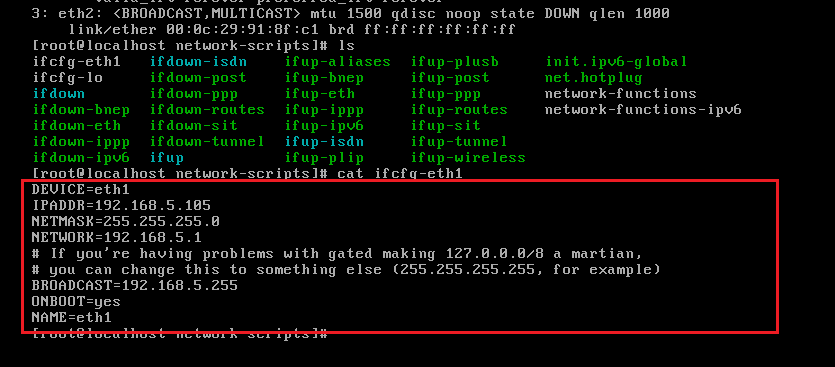 valid_lft forever preferred_lft forever
3: eth2: <BROADCAST,MULTICAST> mtu 1500 qdisc noop state DOWN qlen 1000
link/ether 00:0c:29:91:8f:c1 brd ff:ff:ff:ff:ff:ff
[root@localhost network-scripts]# ls
ifcfg-eth1 ifdown-isdn ifup-aliases ifup-plusb init.ipv6-global
ifcfg-lo ifdown-post ifup-bnep ifup-post net.hotplug
ifdown ifdown-ppp ifup-eth ifup-ppp network-functions
ifdown-bnep ifdown-routes ifup-ippp ifup-routes network-functions-ipv6
ifdown-eth ifdown-sit ifup-ipv6 ifup-sit
ifdown-ippp ifdown-tunnel ifup-isdn ifup-tunnel
ifdown-ipv6 ifup ifup-plip ifup-wireless
[root@localhost network-scripts]# cat ifcfg-eth1
DEVICE=eth1
IPADDR=192.168.5.105
NETMASK=255.255.255.0
NETWORK=192.168.5.1
# If you're having problems with gated making 127.0.0.0/8 a martian,
# you can change this to something else (255.255.255.255, for example)
BROADCAST=192.168.5.255
ONBOOT=yes
NAME=eth1
[root@localhost network-scripts]#